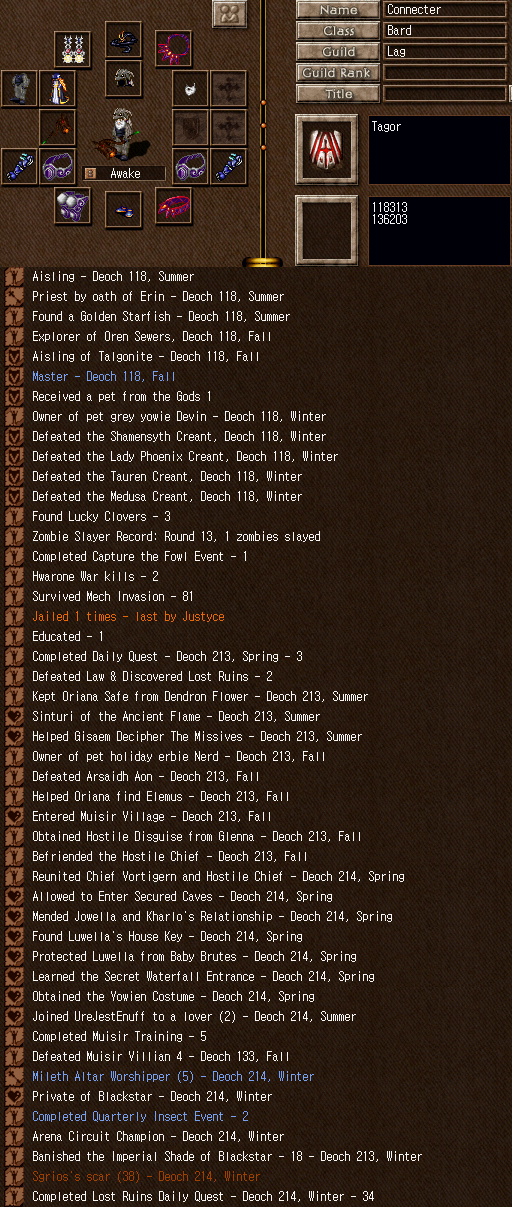 Name Connecter
Class Bard
Guild Lag
Guild Rank
Title
Tagor
Awake
118313
136203
Aisling - Deoch 118, Summer
Priest by oath of Erin - Deoch 118, Summer
Found a Golden Starfish - Deoch 118, Summer
Explorer of Oren Sewers, Deoch 118, Fall
Aisling of Talgonite - Deoch 118, Fall
Master - Deoch 118, Fall
Received a pet from the Gods 1
Owner of pet grey yowie Devin - Deoch 118, Winter
Defeated the Shamensyth Creant, Deoch 118, Winter
Defeated the Lady Phoenix Creant, Deoch 118, Winter
Defeated the Tauren Creant, Deoch 118, Winter
Defeated the Medusa Creant, Deoch 118, Winter
Found Lucky Clovers - 3
Zombie Slayer Record: Round 13, 1 zombies slayed
Completed Capture the Fowl Event - 1
Hwarone War kills - 2
Survived Mech Invasion - 81
Jailed 1 times - last by Justyce
Educated - 1
Completed Daily Quest - Deoch 213, Spring - 3
Defeated Law & Discovered Lost Ruins - 2
Kept Oriana Safe from Dendron Flower - Deoch 213, Summer
Sinturi of the Ancient Flame - Deoch 213, Summer
Helped Gisaem Decipher The Missives - Deoch 213, Summer
Owner of pet holiday erbie Nerd - Deoch 213, Fall
Defeated Arsaidh Aon - Deoch 213, Fall
Helped Oriana find Elemus - Deoch 213, Fall
Entered Muisir Village - Deoch 213, Fall
Obtained Hostile Disguise from Glenna - Deoch 213, Fall
Befriended the Hostile Chief - Deoch 213, Fall
Reunited Chief Vortigern and Hostile Chief - Deoch 214, Spring
Allowed to Enter Secured Caves - Deoch 214, Spring
Mended Jowella and Kharlo's Relationship - Deoch 214, Spring
Found Luwella's House Key - Deoch 214, Spring
Protected Luwella from Baby Brutes - Deoch 214, Spring
Learned the Secret Waterfall Entrance - Deoch 214, Spring
Obtained the Yowien Costume - Deoch 214, Spring
Joined UreJestEnuff to a lover (2) - Deoch 214, Summer
Completed Muisir Training - 5
Defeated Muisir Villian 4 - Deoch 133, Fall
Mileth Altar Worshipper (5) - Deoch 214, Winter
Private of Blackstar - Deoch 214, Winter
Completed Quarterly Insect Event - 2
Arena Circuit Champion - Deoch 214, Winter
Banished the Imperial Shade of Blackstar - 18 - Deoch 213, Winter
Sgrios's scar (38) - Deoch 214, Winter
Completed Lost Ruins Daily Quest - Deoch 214, Winter - 34